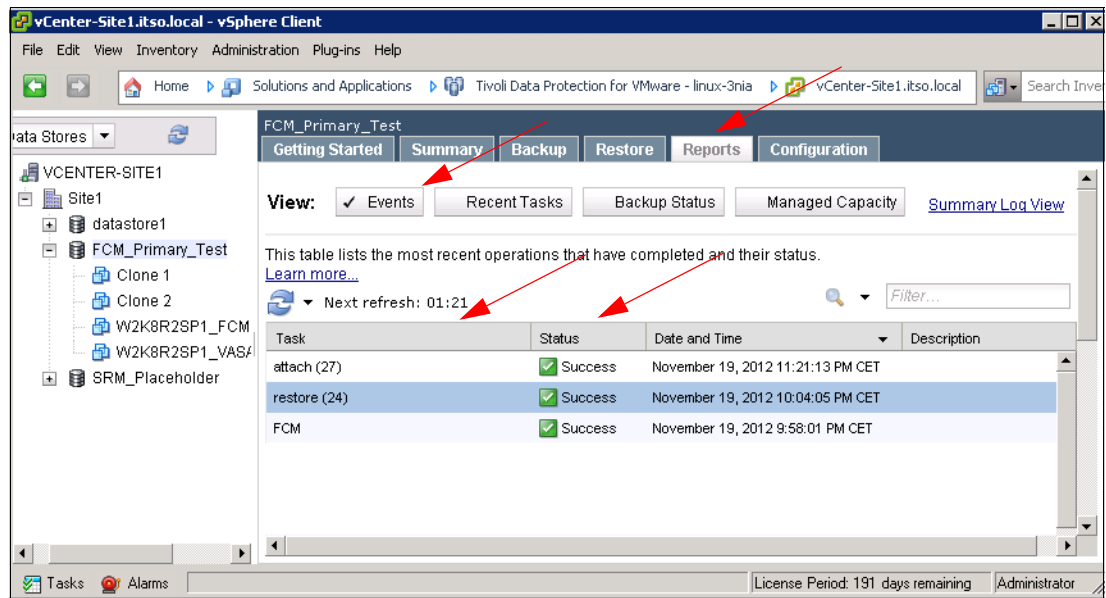 vCenter-Site1.itso.local - vSphere Client
File Edit View Inventory Administration Plug-ins Help
Home Solutions and Applications Tivoli Data Protection for VMware - linux-3nia vCenter-Site1.itso.local Search Inver
ata Stores
FCM_Primary_Test
Getting Started Summary Backup Restore Reports Configuration
VCENTER-SITE1
Site1
datastore1
FCM_Primary_Test
Clone 1
Clone 2
W2K8R2SP1_FCM
W2K8R2SP1_VASA
SRM_Placeholder
View: Events Recent Tasks Backup Status Managed Capacity Summary Log View
This table lists the most recent operations that have completed and their status.
Learn more...
Next refresh: 01:21 Filter...
Task Status Date and Time Description
attach (27) Success November 19, 2012 11:21:13 PM CET
restore (24) Success November 19, 2012 10:04:05 PM CET
FCM Success November 19, 2012 9:58:01 PM CET
Tasks Alarms License Period: 191 days remaining Administrator